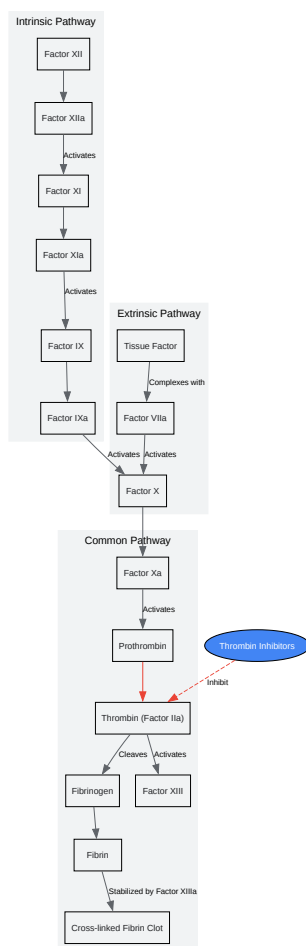 Intrinsic Pathway
Factor XII
Factor XIIa
Activates
Factor XI
Factor XIa
Activates
Factor IX
Factor IXa
Extrinsic Pathway
Tissue Factor
Complexes with
Factor VIIa
Activates
Activates
Factor X
Common Pathway
Factor Xa
Activates
Prothrombin
Thrombin Inhibitors
Inhibit
Thrombin (Factor IIa)
Cleaves
Activates
Fibrinogen
Factor XIII
Fibrin
Stabilized by Factor XIIIa
Cross-linked Fibrin Clot